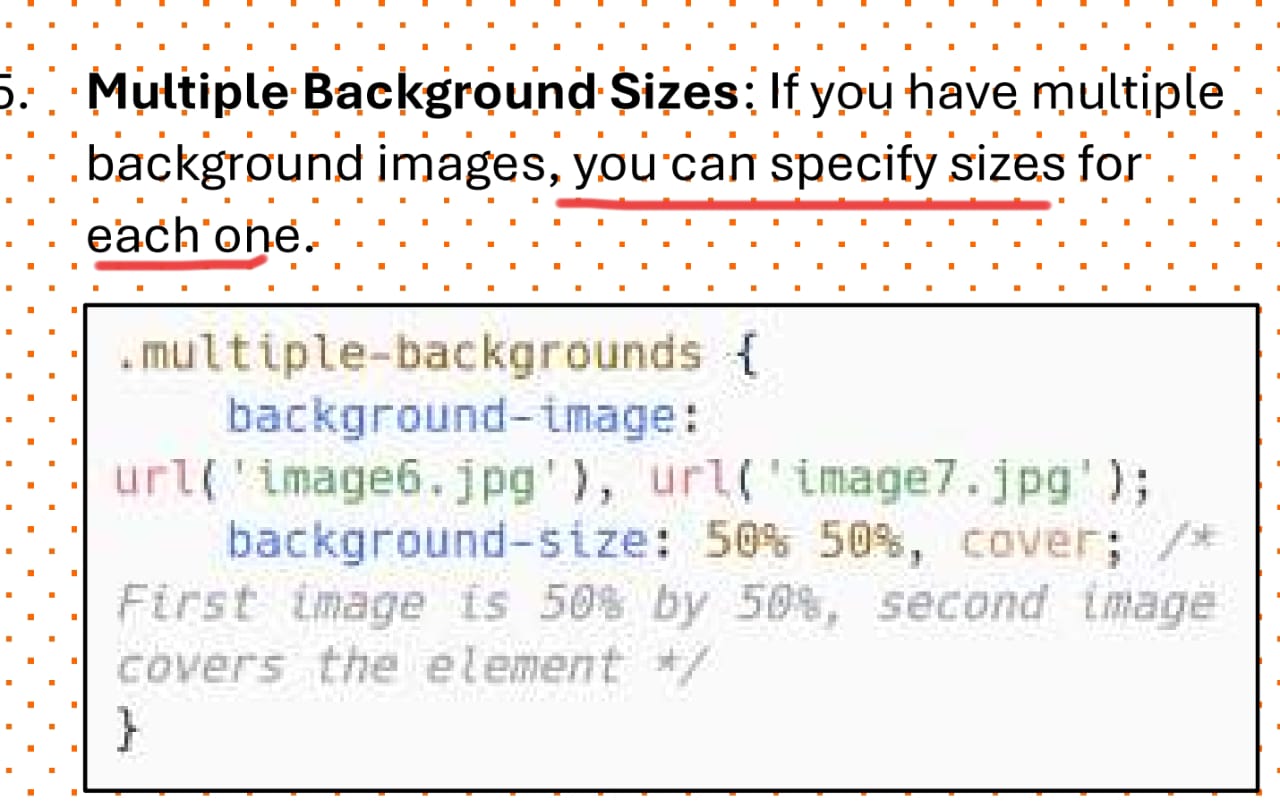 5. Multiple Background Sizes: If you have multiple
background images, you can specify sizes for
each one.
.multiple-backgrounds {
    background-image:
url('image6.jpg'), url('image7.jpg');
    background-size: 50% 50%, cover; /*
First image is 50% by 50%, second image
covers the element */
}